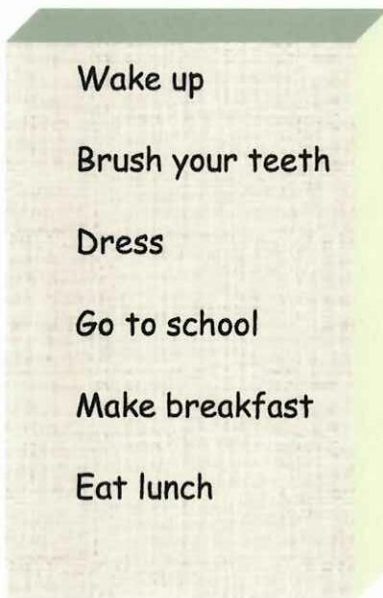 Wake up
Brush your teeth
Dress
Go to school
Make breakfast
Eat lunch